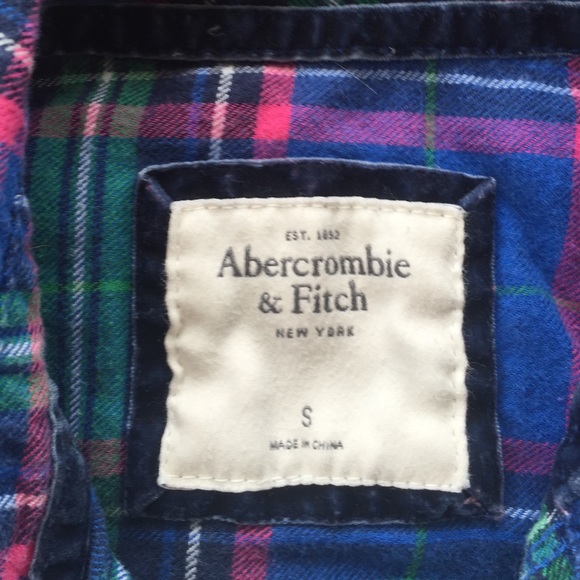 EST. 1892
Abercrombie
& Fitch
NEW YORK
S
MADE IN CHINA